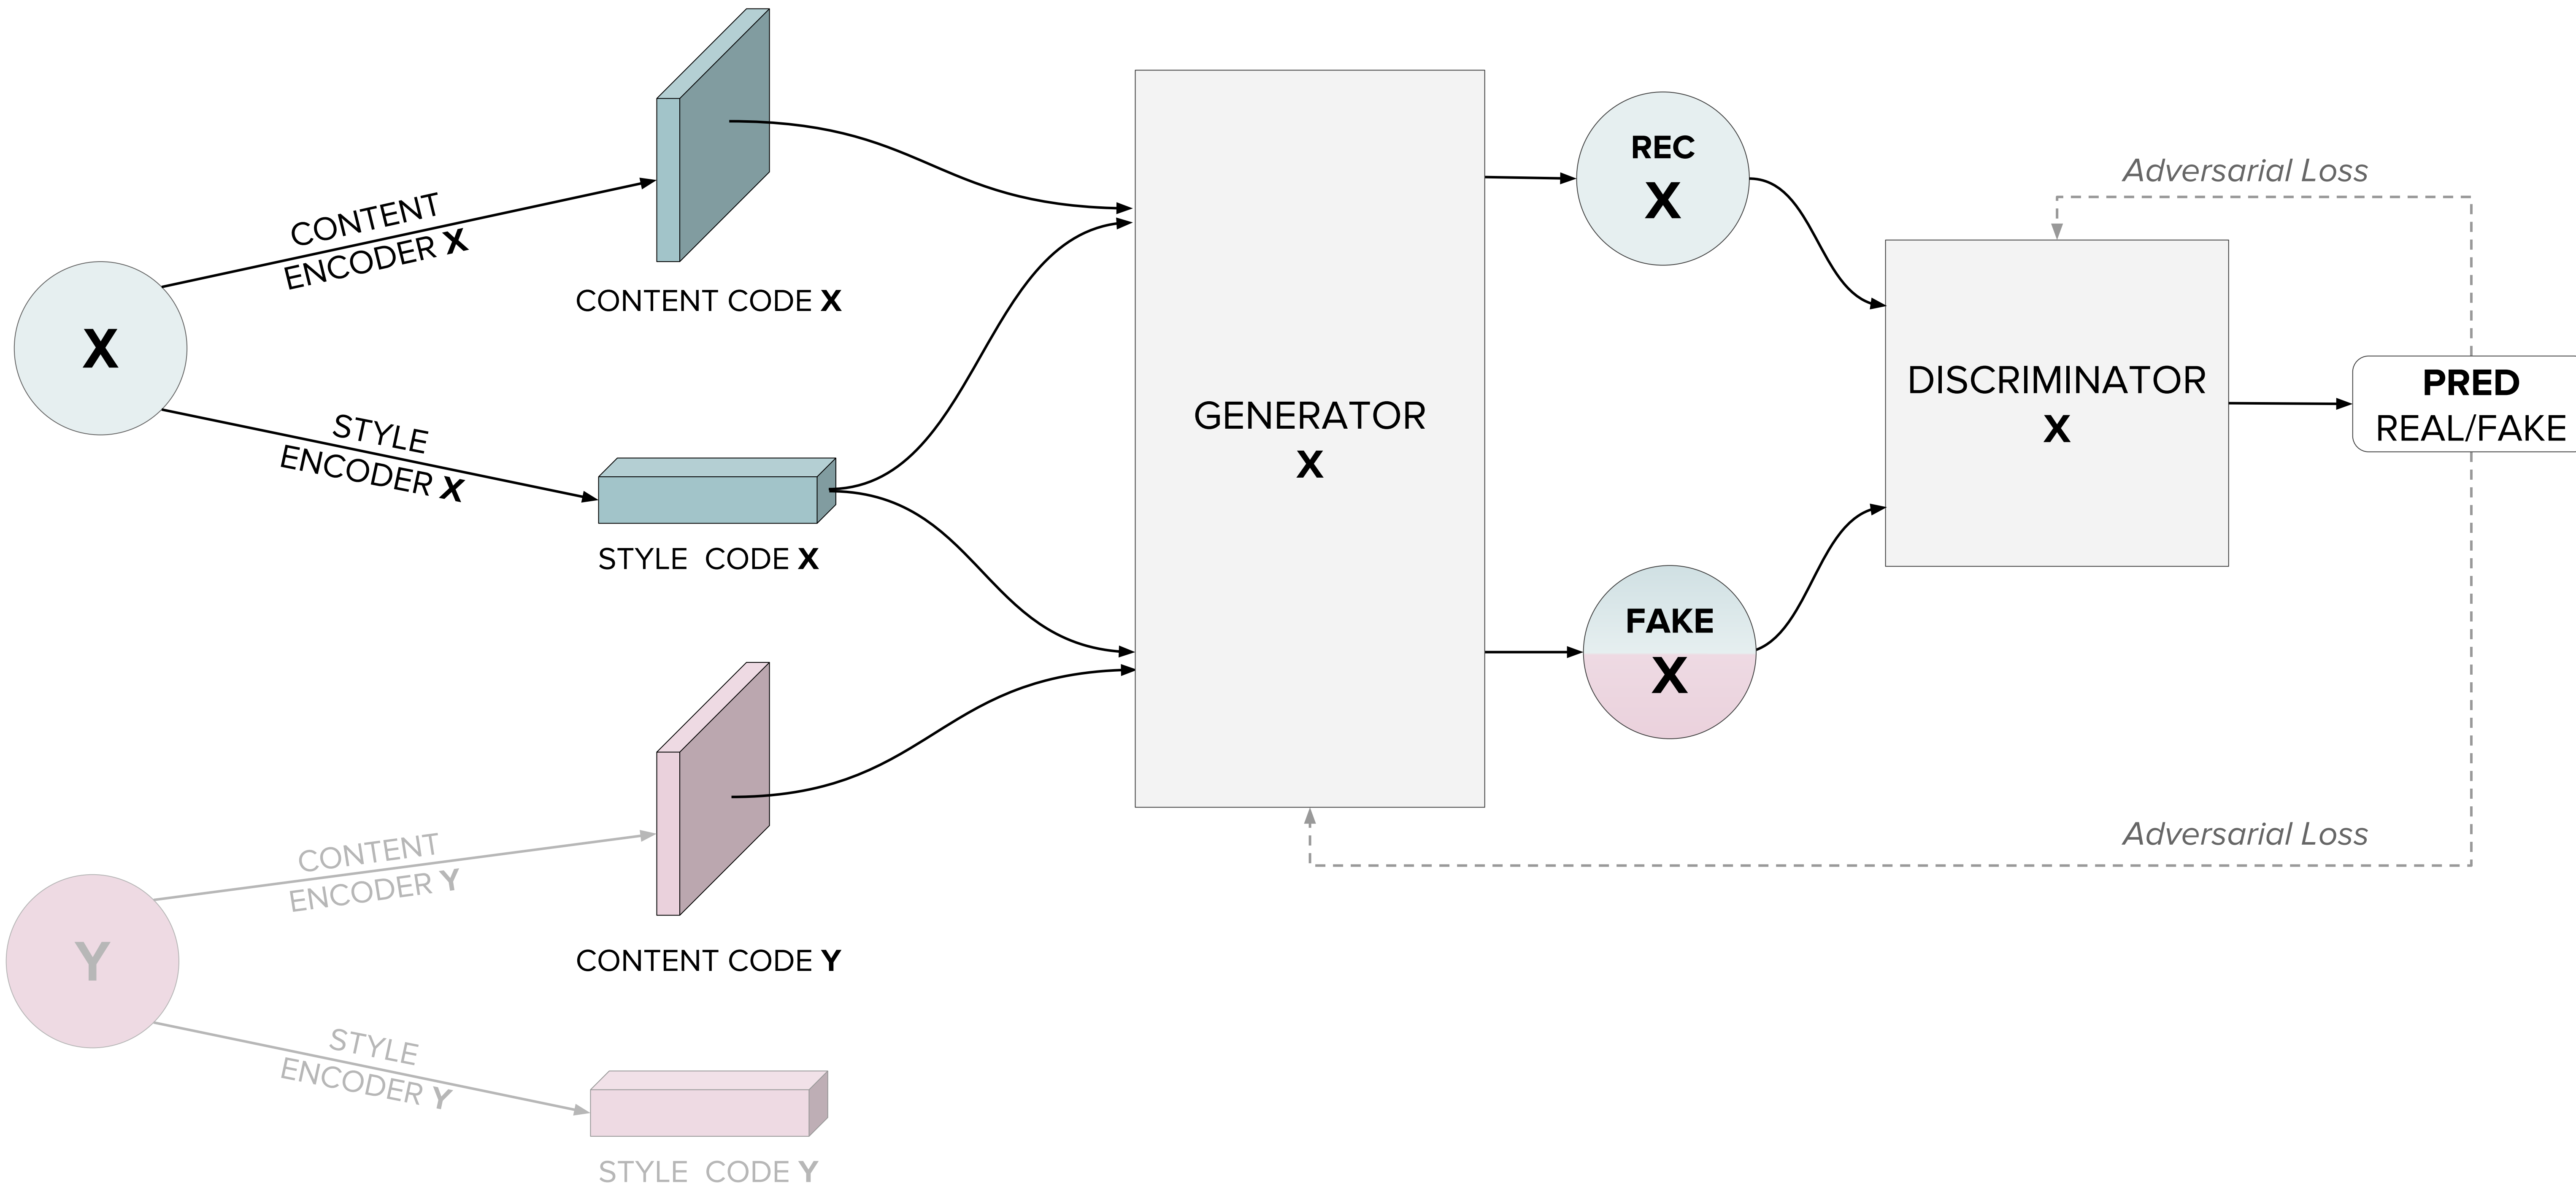 X
CONTENT
ENCODER X
CONTENT CODE X
STYLE
ENCODER X
STYLE CODE X
Y
CONTENT
ENCODER Y
CONTENT CODE Y
STYLE
ENCODER Y
STYLE CODE Y
GENERATOR
X
REC
X
FAKE
X
DISCRIMINATOR
X
Adversarial Loss
PRED
REAL/FAKE
Adversarial Loss